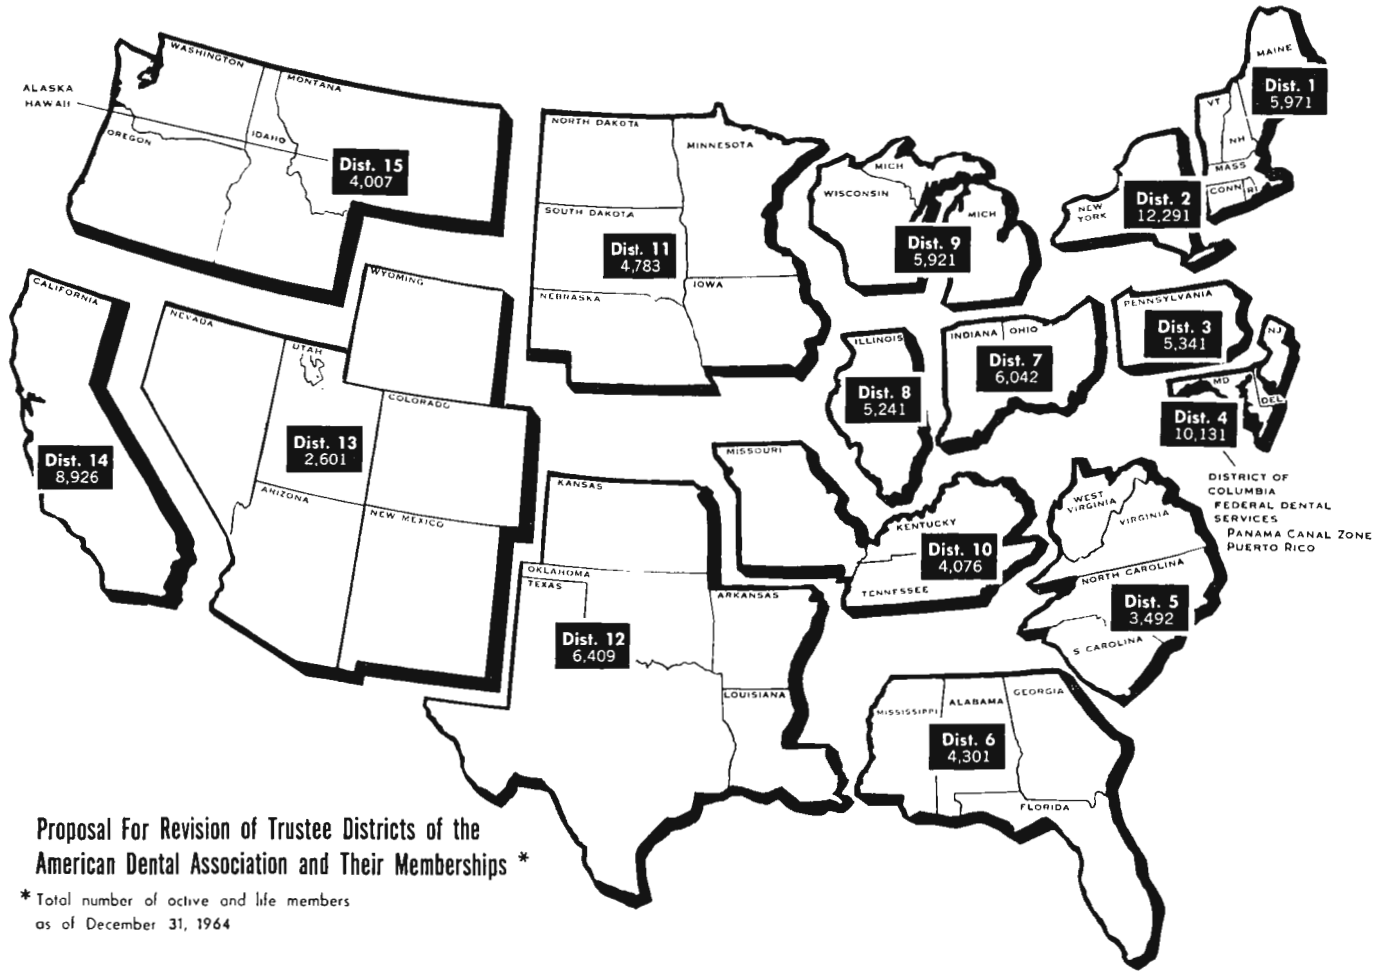 WASHINGTON
MONTANA
ALASKA
HAWAII
OREGON
IDAHO
Dist. 15
4,007
NORTH DAKOTA
MINNESOTA
SOUTH DAKOTA
Dist. 11
4,783
NEBRASKA
IOWA
MICH
WISCONSIN
MICH
Dist. 9
5,921
MAINE
Dist. 1
5,971
VT
NH
MASS
CONN
RI
Dist. 2
12,291
NEW
YORK
CALIFORNIA
Dist. 14
8,926
NEVADA
UTAH
WYOMING
COLORADO
Dist. 13
2,601
ARIZONA
NEW MEXICO
ILLINOIS
Dist. 8
5,241
INDIANA
OHIO
Dist. 7
6,042
PENNSYLVANIA
Dist. 3
5,341
NJ
MD
DEL
Dist. 4
10,131
DISTRICT OF
COLUMBIA
FEDERAL DENTAL
SERVICES
PANAMA CANAL ZONE
PUERTO RICO
MISSOURI
KANSAS
OKLAHOMA
TEXAS
ARKANSAS
Dist. 12
6,409
LOUISIANA
KENTUCKY
Dist. 10
4,076
TENNESSEE
WEST
VIRGINIA
VIRGINIA
NORTH CAROLINA
Dist. 5
3,492
S CAROLINA
MISSISSIPPI
ALABAMA
GEORGIA
Dist. 6
4,301
FLORIDA
Proposal For Revision of Trustee Districts of the
American Dental Association and Their Memberships *
* Total number of active and life members
as of December 31, 1964